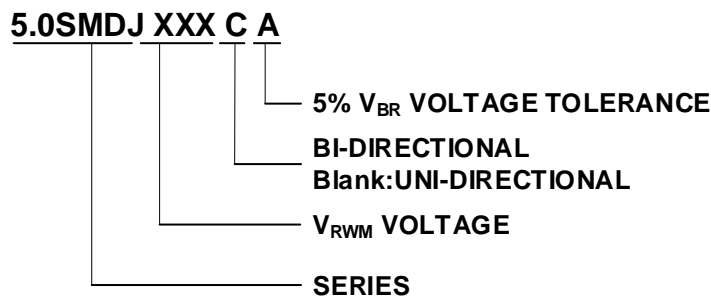 5.0SMDJ XXX C A
5% VBR VOLTAGE TOLERANCE
BI-DIRECTIONAL
Blank:UNI-DIRECTIONAL
VRWM VOLTAGE
SERIES